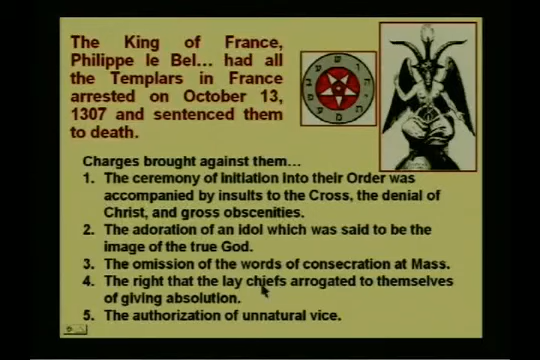 The King of France,
Philippe le Bel… had all
the Templars in France
arrested on October 13,
1307 and sentenced them
to death.
Charges brought against them…
1. The ceremony of initiation into their Order was
accompanied by insults to the Cross, the denial of
Christ, and gross obscenities.
2. The adoration of an idol which was said to be the
image of the true God.
3. The omission of the words of consecration at Mass.
4. The right that the lay chiefs arrogated to themselves
of giving absolution.
5. The authorization of unnatural vice.